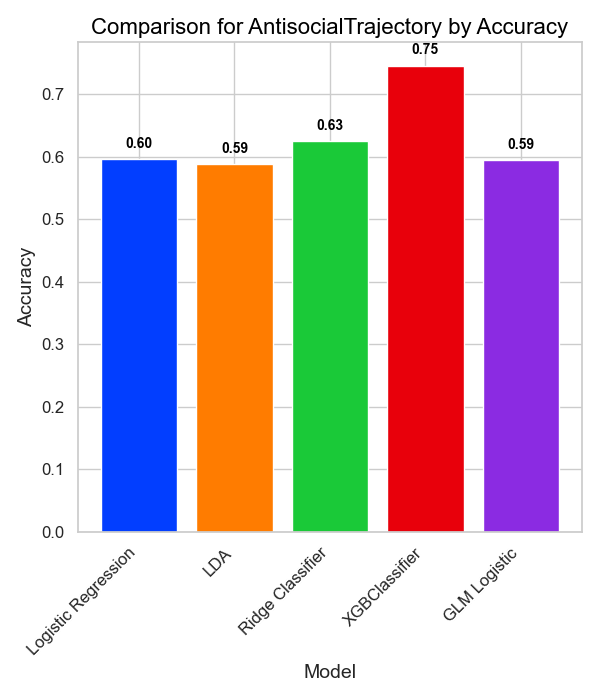 Comparison for AntisocialTrajectory by Accuracy
0.75
0.7
0.63
0.60
0.59
0.59
0.6
0.5
0.4
0.3
0.2
0.1
0.0
Accuracy
Logistic Regression
LDA
Ridge Classifier
XGBClassifier
GLM Logistic
Model